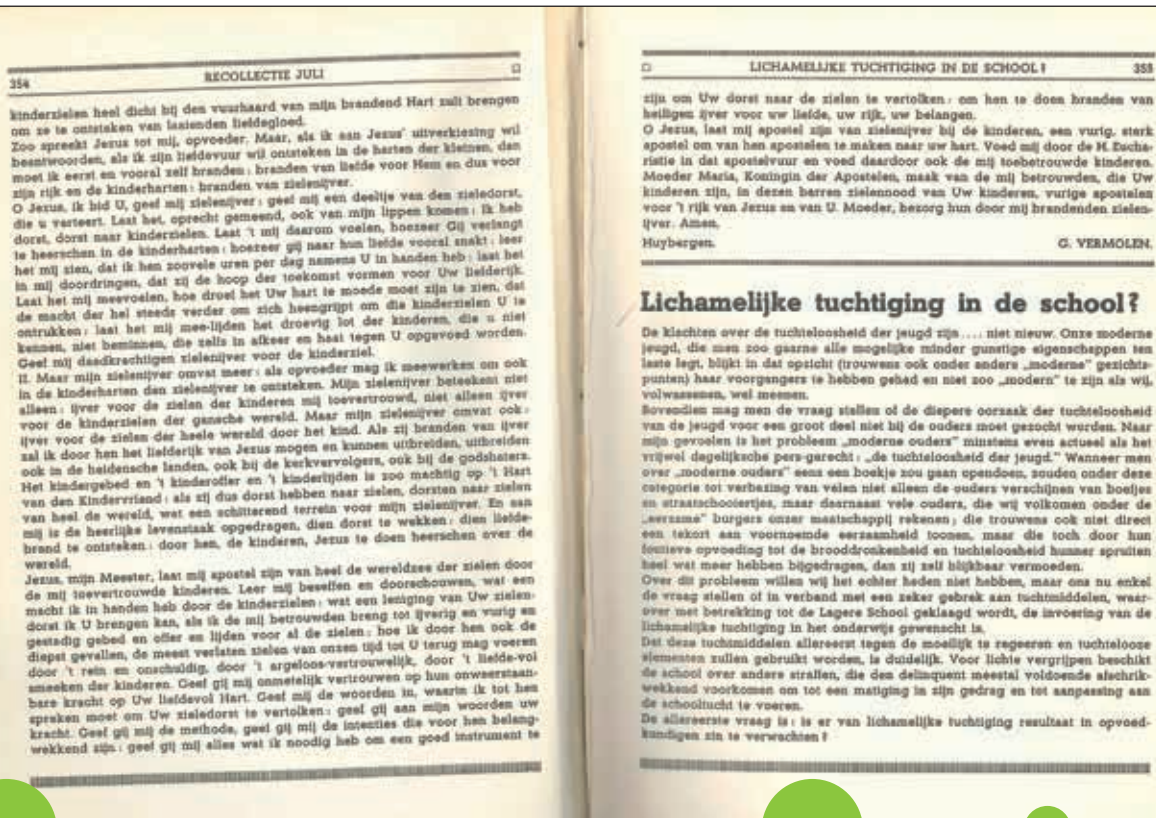 354
RECOLLECTIE JULI
kinderzielen heel dicht bij den vuurhaard van mijn brandend Hart zult brengen
om ze te ontsteken van laaienden liefdegloed.
Zoo spreekt Jezus tot mij, opvoeder. Maar, als ik aan Jezus' uitverkiezing wil
beantwoorden, als ik zijn liefdevuur wil ontsteken in de harten der kleinen, dan
moet ik eerst en vooral zelf branden: branden van liefde voor Hem en dus voor
zijn rijk en de kinderharten: branden van zielenijver.
O Jezus, ik bid U, geef mij zielenijver: geef mij een deeltje van den zieledorst,
die u verteert. Laat het, oprecht gemeend, ook van mijn lippen komen: Ik heb
dorst, dorst naar kinderzielen. Laat 't mij daarom voelen, hoezeer Gij verlangt
te heerschen in de kinderharten: hoezeer gij naar hun liefde vooral snakt: leer
het mij zien, dat ik hen zoovele uren per dag namens U in handen heb: laat het
in mij doordringen, dat zij de hoop der toekomst vormen voor Uw liefderijk.
Laat het mij meevoelen, hoe droef het Uw hart te moede moet zijn te zien, dat
de macht der hel steeds verder om zich heengrijpt om die kinderzielen U te
ontrukken: laat het mij mee-lijden het droevig lot der kinderen, die u niet
kennen, niet beminnen, die zelfs in afkeer en haat tegen U opgevoed worden.
Geef mij daadkrachtigen zielenijver voor de kinderziel.
II. Maar mijn zielenijver omvat meer: als opvoeder mag ik meewerken om ook
in de kinderharten dan zielenijver te ontsteken. Mijn zielenijver beteekent niet
alleen: ijver voor de zielen der kinderen mij toevertrouwd, niet alleen ijver
voor de kinderzielen der gansche wereld. Maar mijn zielenijver omvat ook:
ijver voor de zielen der heele wereld door het kind. Als zij branden van ijver
zal ik door hen het liefderijk van Jezus mogen en kunnen uitbreiden, uitbreiden
ook in de heidensche landen, ook bij de kerkvervolgers, ook bij de godshaters.
Het kindergebed en 't kinderoffer en 't kinderlijden is zoo machtig op 't Hart
van den Kindervriend: als zij dus dorst hebben naar zielen, dorsten naar zielen
van heel de wereld, wat een schitterend terrein voor mijn zielenijver. En aan
mij is de heerlijke levenstaak opgedragen, dien dorst te wekken: dien liefde-
brand te ontsteken: door hen, de kinderen, Jezus te doen heerschen over de
wereld.
Jezus, mijn Meester, laat mij apostel zijn van heel de wereldzee der zielen door
de mij toevertrouwde kinderen. Leer mij beseffen en doorschouwen, wat een
macht ik in handen heb door de kinderzielen: wat een leniging van Uw zielen-
dorst ik U brengen kan, als ik de mij betrouwden breng tot ijverig en vurig en
gestadig gebed en offer en lijden voor al de zielen: hoe ik door hen ook de
diepst gevallen, de meest verlaten zielen van onzen tijd tot U terug mag voeren
door 't rein en onschuldig, door 't argeloos-vertrouwelijk, door 't liefde-vol
smeeken der kinderen. Geef gij mij onmetelijk vertrouwen op hun onweerstaan-
bare kracht op Uw liefdevol Hart. Geef mij de woorden in, waarin ik tot hen
spreken moet om Uw zieledorst te vertolken: geef gij aan mijn woorden uw
kracht. Geef gij mij de methode, geef gij mij de intenties die voor hen belang-
wekkend zijn: geef gij mij alles wat ik noodig heb om een goed instrument te
LICHAMELIJKE TUCHTIGING IN DE SCHOOL?
355
zijn om Uw dorst naar de zielen te vertolken: om hen te doen branden van
heiligen ijver voor uw liefde, uw rijk, uw belangen.
O Jezus, laat mij apostel zijn van zielenijver bij de kinderen, een vurig, sterk
apostel om van hen apostelen te maken naar uw hart. Voed mij door de H. Eucha-
ristie in dat apostelvuur en voed daardoor ook de mij toebetrouwde kinderen.
Moeder Maria, Koningin der Apostelen, maak van de mij betrouwden, die Uw
kinderen zijn, in dezen barren zielennood van Uw kinderen, vurige apostelen
voor 't rijk van Jezus en van U. Moeder, bezorg hun door mij brandenden zielen-
ijver. Amen.
Huybergen.
G. VERMOLEN.
Lichamelijke tuchtiging in de school?
De klachten over de tuchteloosheid der jeugd zijn.... niet nieuw. Onze moderne
jeugd, die men zoo gaarne alle mogelijke minder gunstige eigenschappen ten
laste legt, blijkt in dat opzicht (trouwens ook onder andere „moderne" gezichts-
punten) haar voorgangers te hebben gehad en niet zoo „modern" te zijn als wij,
volwassenen, wel meenen.
Bovendien mag men de vraag stellen of de diepere oorzaak der tuchteloosheid
van de jeugd voor een groot deel niet bij de ouders moet gezocht worden. Naar
mijn gevoelen is het probleem „moderne ouders" minstens even actueel als het
vrijwel dagelijksche pers-gerecht: „de tuchteloosheid der jeugd." Wanneer men
over „moderne ouders" eens een boekje zou gaan opendoen, zouden onder deze
categorie tot verbazing van velen niet alleen de ouders verschijnen van boefjes
en straatschooiertjes, maar daarnaast vele ouders, die wij volkomen onder de
„eerzame" burgers onzer maatschappij rekenen; die trouwens ook niet direct
een tekort aan voornoemde eerzaamheid toonen, maar die toch door hun
foutieve opvoeding tot de brooddronkenheid en tuchteloosheid hunner spruiten
heel wat meer hebben bijgedragen, dan zij zelf blijkbaar vermoeden.
Over dit probleem willen wij het echter heden niet hebben, maar ons nu enkel
de vraag stellen of in verband met een zeker gebrek aan tuchtmiddelen, waar-
over met betrekking tot de Lagere School geklaagd wordt, de invoering van de
lichamelijke tuchtiging in het onderwijs gewenscht is.
Dat deze tuchtmiddelen allereerst tegen de moeilijk te regeeren en tuchtelooze
elementen zullen gebruikt worden, is duidelijk. Voor lichte vergrijpen beschikt
de school over andere straffen, die den delinquent meestal voldoende afschrik-
wekkend voorkomen om tot een matiging in zijn gedrag en tot aanpassing aan
de schooltucht te voeren.
De allereerste vraag is: is er van lichamelijke tuchtiging resultaat in opvoed-
kundigen zin te verwachten?